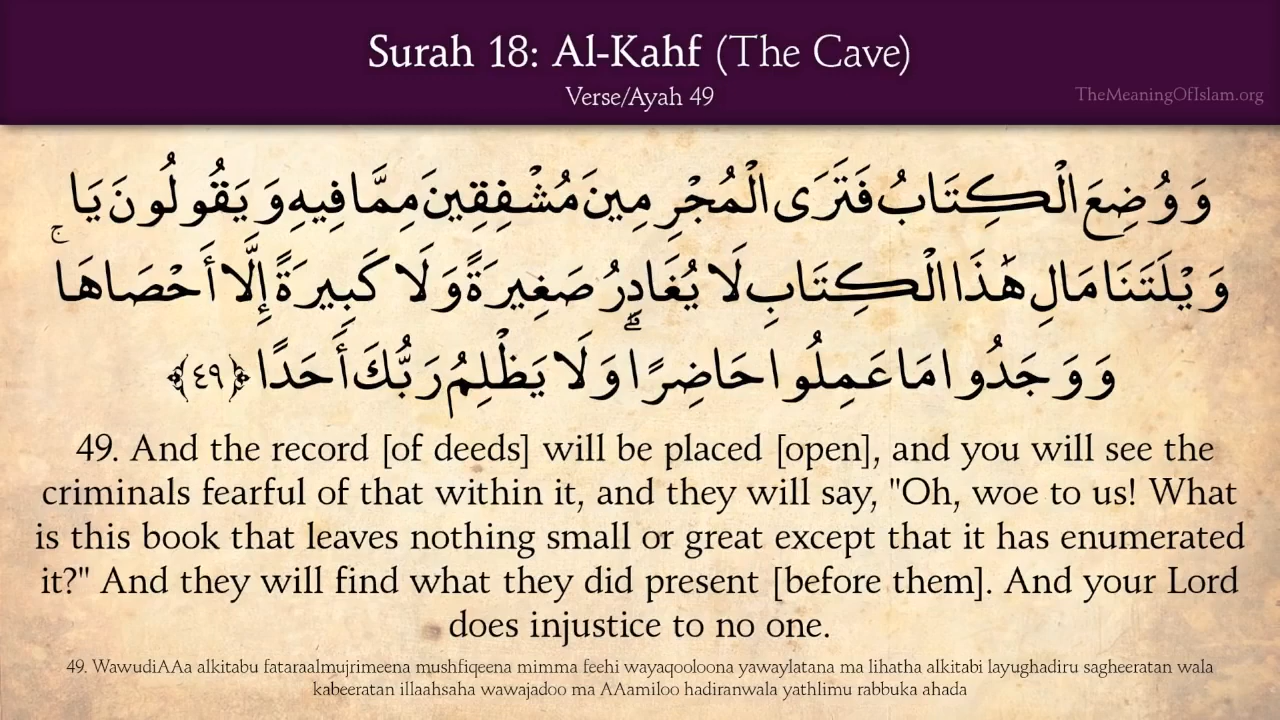 Surah 18: Al-Kahf (The Cave)
Verse/Ayah 49
TheMeaningOfIslam.org
وَوُضِعَ الْكِتَابُ فَتَرَى الْمُجْرِمِينَ مُشْفِقِينَ مِمَّا فِيهِ وَيَقُولُونَ يَا
وَيْلَتَنَا مَالِ هَٰذَا الْكِتَابِ لَا يُغَادِرُ صَغِيرَةً وَلَا كَبِيرَةً إِلَّا أَحْصَاهَا ۚ
وَوَجَدُوا مَا عَمِلُوا حَاضِرًا ۗ وَلَا يَظْلِمُ رَبُّكَ أَحَدًا ﴿٤٩﴾
49. And the record [of deeds] will be placed [open], and you will see the
criminals fearful of that within it, and they will say, "Oh, woe to us! What
is this book that leaves nothing small or great except that it has enumerated
it?" And they will find what they did present [before them]. And your Lord
does injustice to no one.
49. WawudiAAa alkitabu fataraalmujrimeena mushfiqeena mimma feehi wayaqooloona yawaylatana ma lihatha alkitabi layughadiru sagheeratan wala
kabeeratan illaahsaha wawajadoo ma AAamiloo hadiranwala yathlimu rabbuka ahada